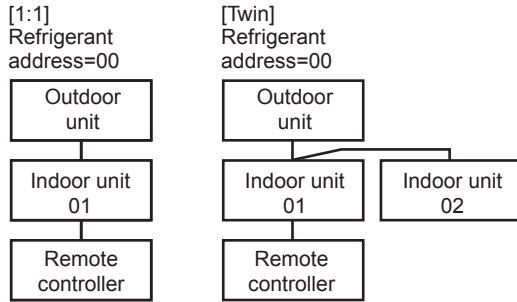 [1:1]
Refrigerant
address=00
Outdoor
unit
Indoor unit
01
Remote
controller
[Twin]
Refrigerant
address=00
Outdoor
unit
Indoor unit
01
Indoor unit
02
Remote
controller